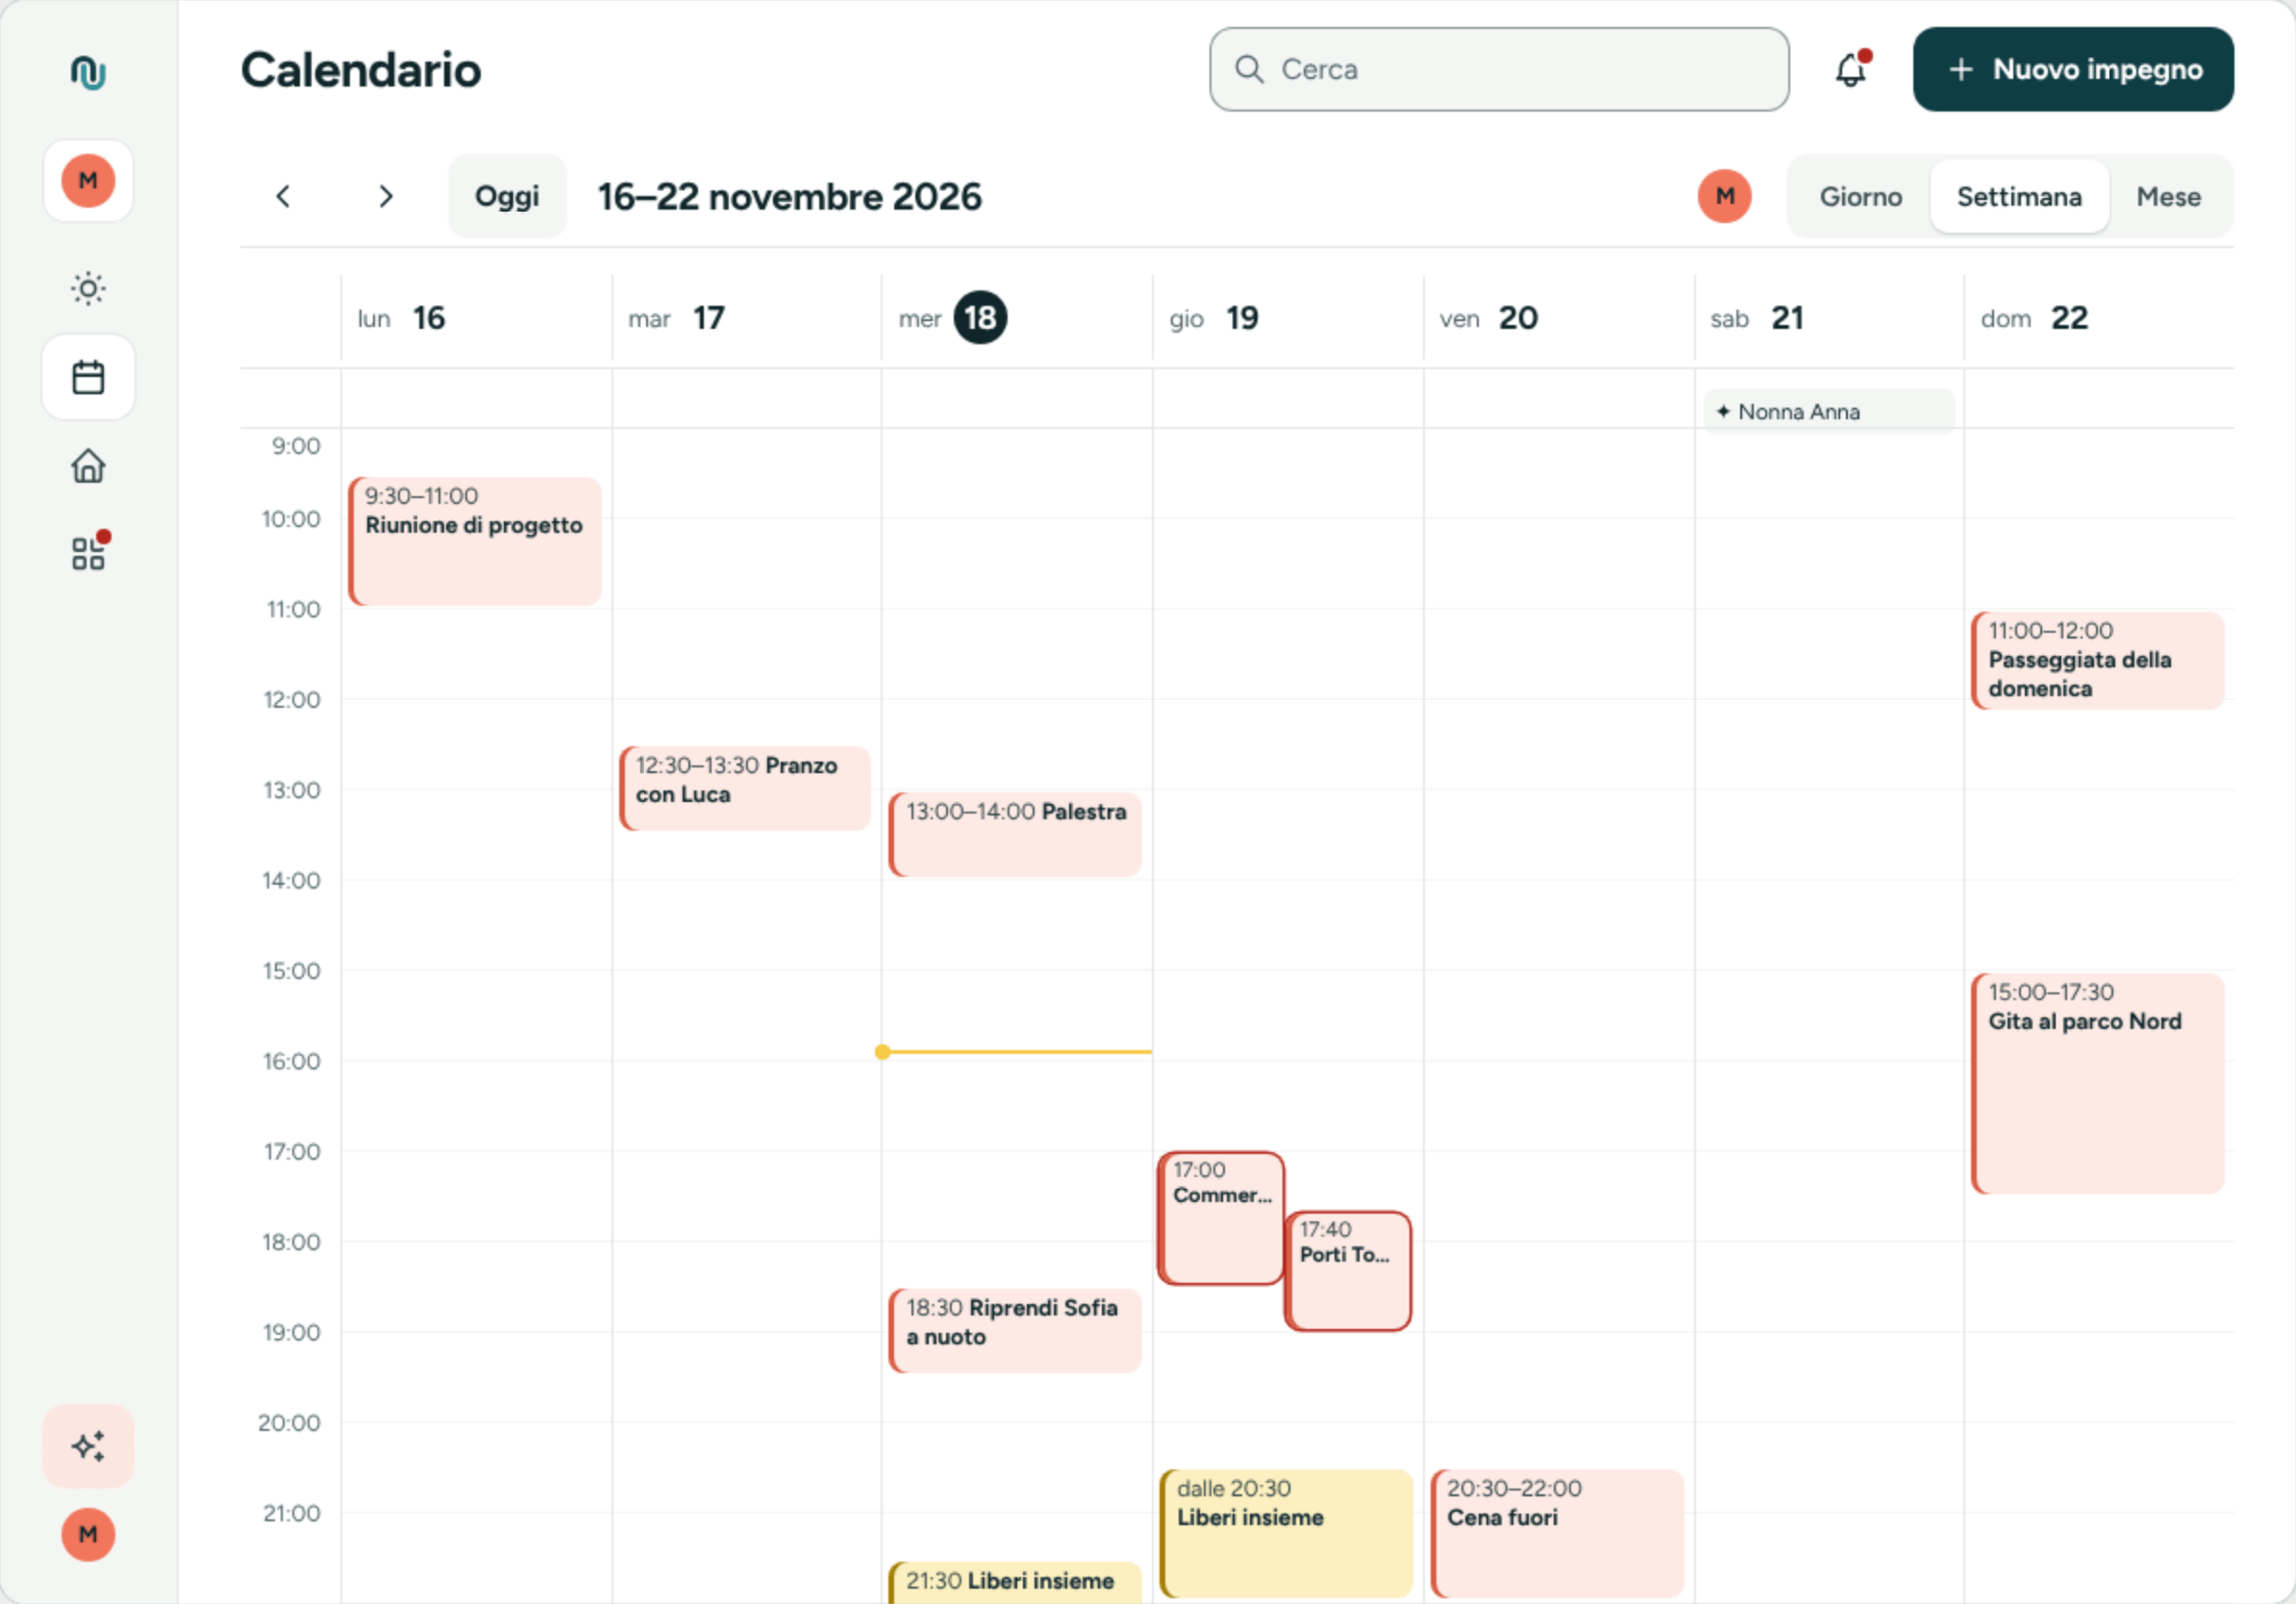 Calendario
Cerca
+ Nuovo impegno
M
Oggi
16–22 novembre 2026
M
Giorno
Settimana
Mese
lun 16
mar 17
mer 18
gio 19
ven 20
sab 21
dom 22
✦ Nonna Anna
9:00
10:00
11:00
12:00
13:00
14:00
15:00
16:00
17:00
18:00
19:00
20:00
21:00
9:30–11:00
Riunione di progetto
12:30–13:30 Pranzo
con Luca
13:00–14:00 Palestra
18:30 Riprendi Sofia
a nuoto
21:30 Liberi insieme
17:00
Commer...
17:40
Porti To...
dalle 20:30
Liberi insieme
20:30–22:00
Cena fuori
11:00–12:00
Passeggiata della
domenica
15:00–17:30
Gita al parco Nord
M